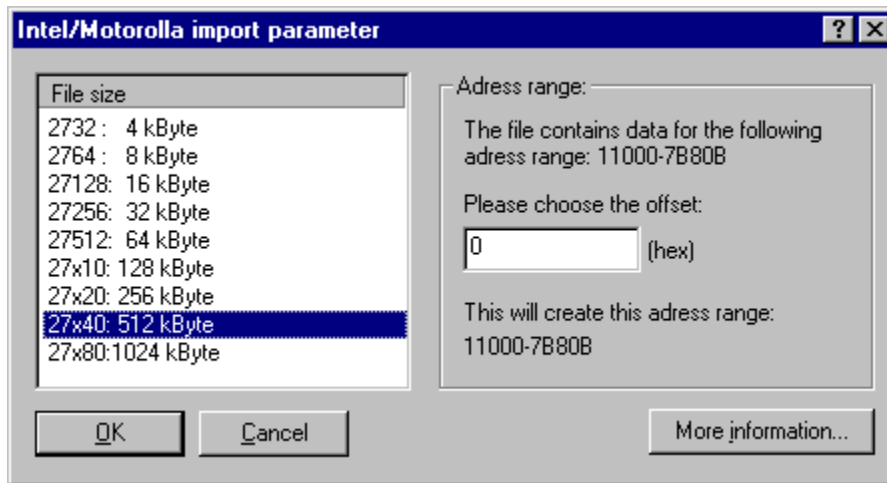 Intel/Motorolla import parameter
File size
2732 : 4 kByte
2764 : 8 kByte
27128: 16 kByte
27256: 32 kByte
27512: 64 kByte
27x10: 128 kByte
27x20: 256 kByte
27x40: 512 kByte
27x80:1024 kByte
Adress range:
The file contains data for the following
adress range: 11000-7B80B
Please choose the offset:
0 (hex)
This will create this adress range:
11000-7B80B
OK
Cancel
More information...